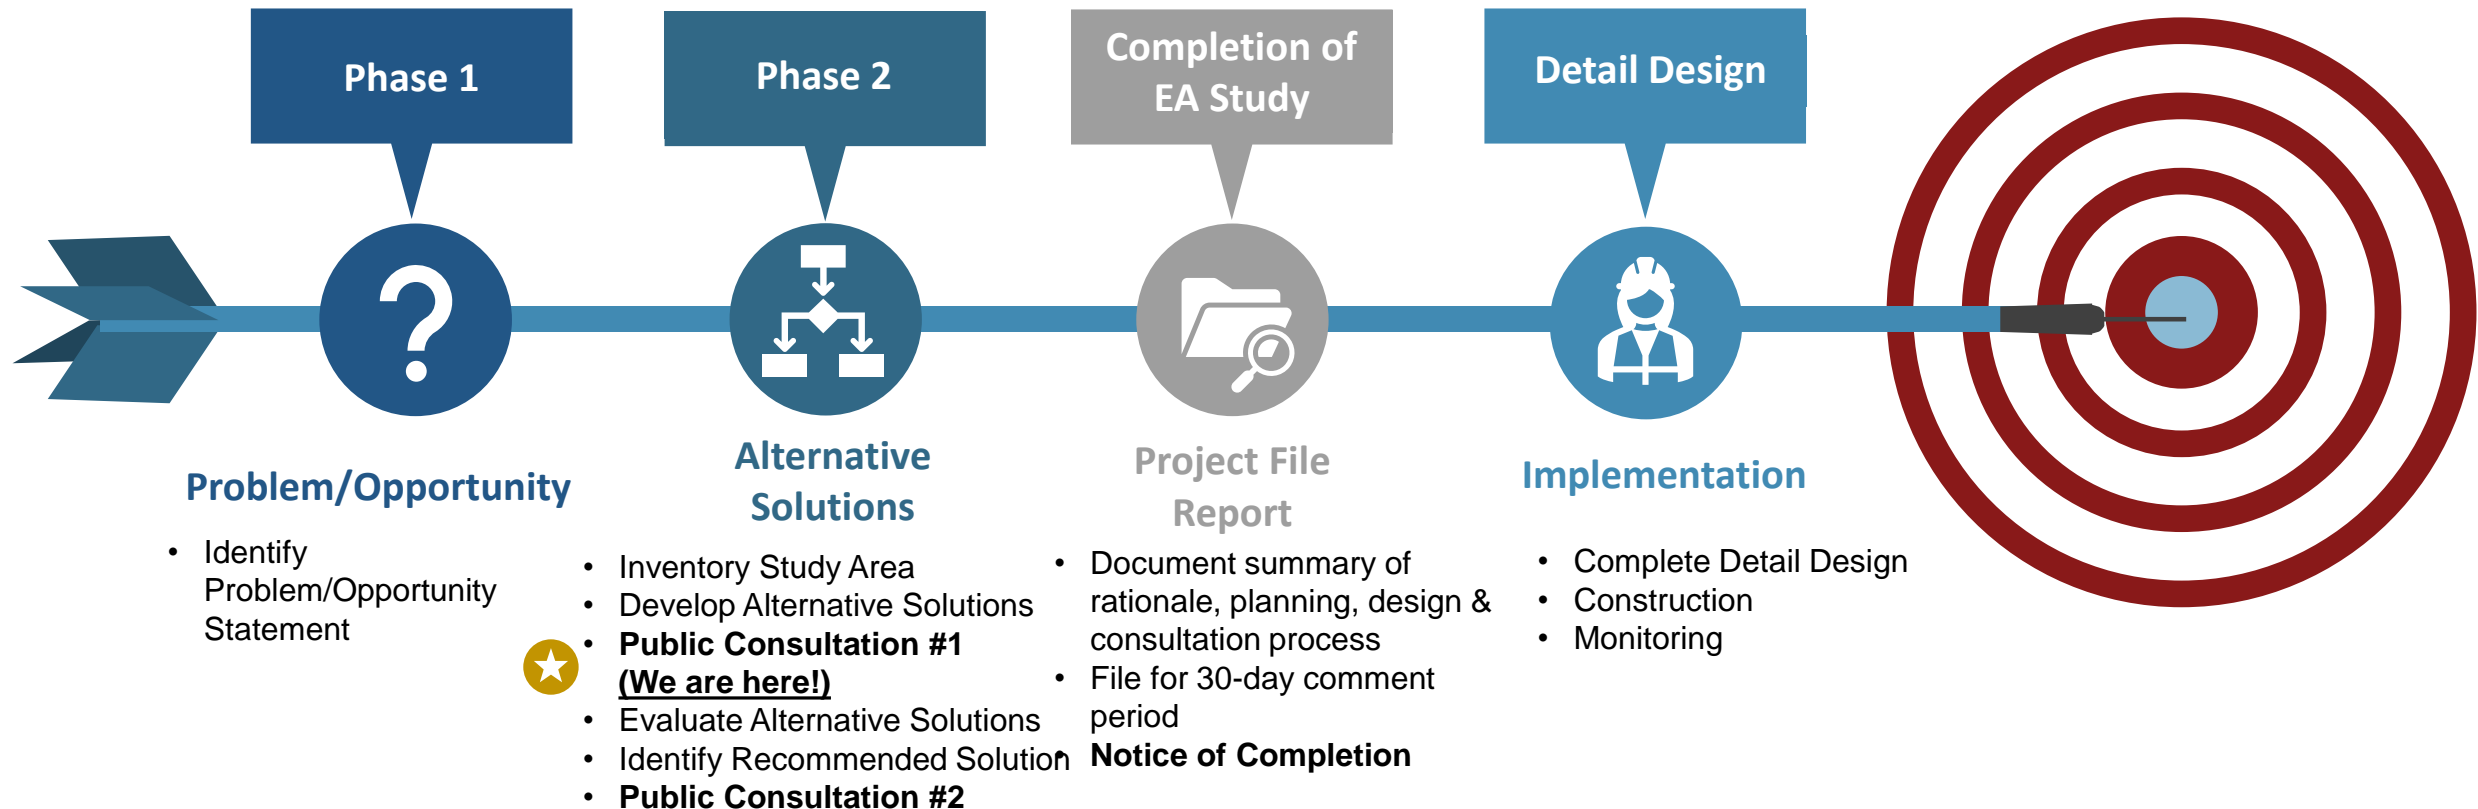 Phase 1
Phase 2
Completion of
EA Study
Detail Design
Problem/Opportunity
• Identify
Problem/Opportunity
Statement
Alternative
Solutions
• Inventory Study Area
• Develop Alternative Solutions
• Public Consultation #1
(We are here!)
• Evaluate Alternative Solutions
• Identify Recommended Solution
• Public Consultation #2
Project File
Report
• Document summary of
rationale, planning, design &
consultation process
• File for 30-day comment
period
• Notice of Completion
Implementation
• Complete Detail Design
• Construction
• Monitoring